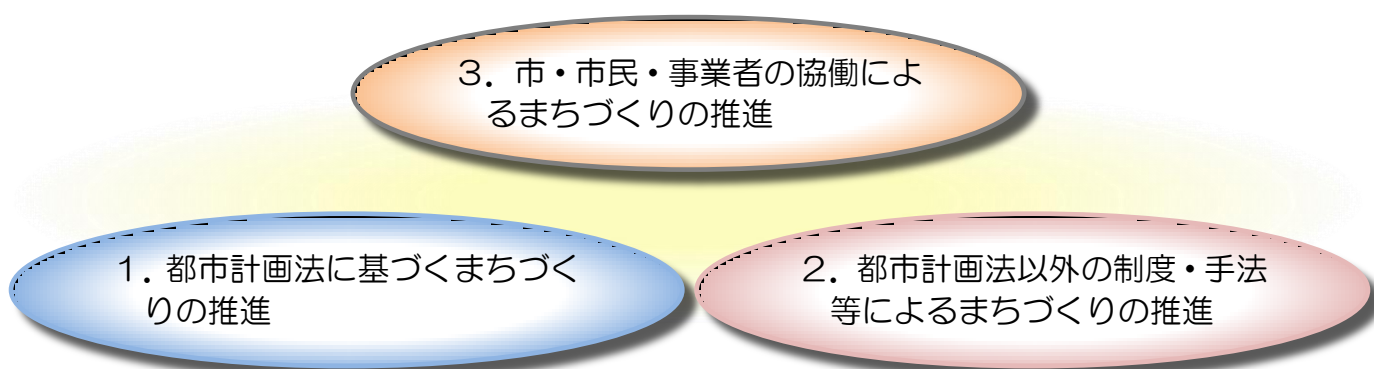 ３．市・市民・事業者の協働によ
るまちづくりの推進
１．都市計画法に基づくまちづく
りの推進
２．都市計画法以外の制度・手法
等によるまちづくりの推進